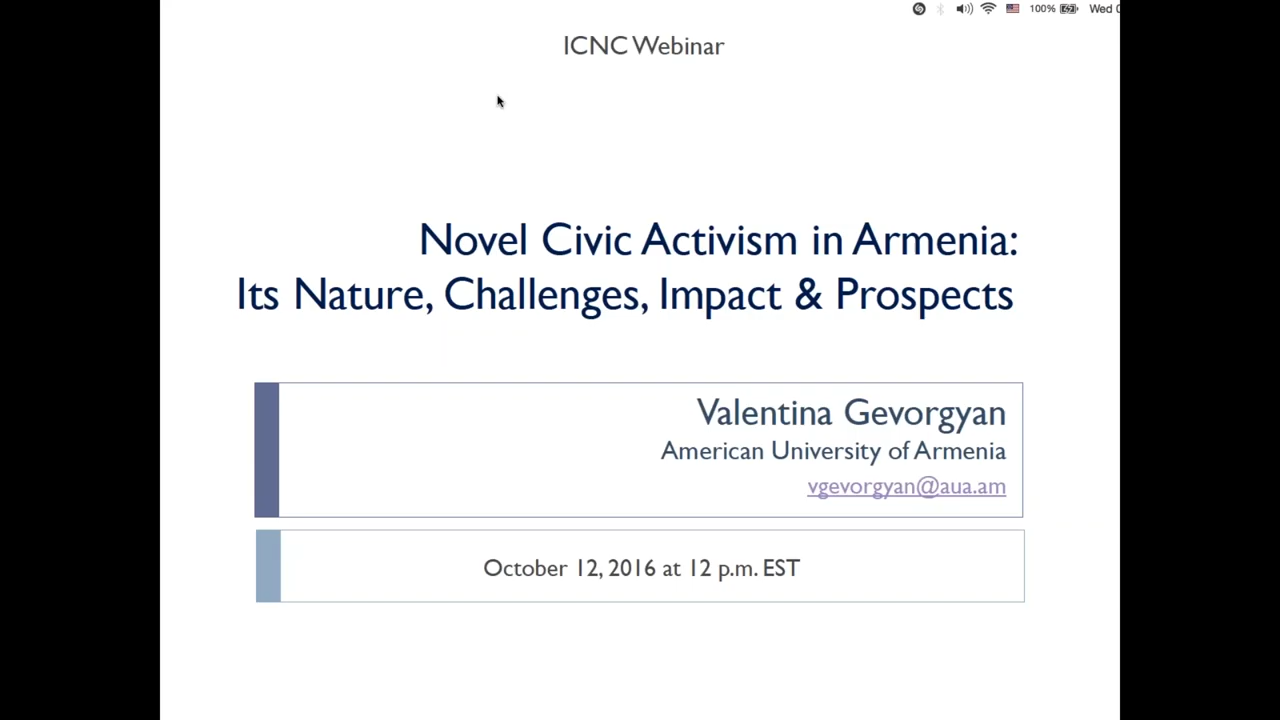 100% Wed
ICNC Webinar
Novel Civic Activism in Armenia:
Its Nature, Challenges, Impact & Prospects
Valentina Gevorgyan
American University of Armenia
vgevorgyan@aua.am
October 12, 2016 at 12 p.m. EST